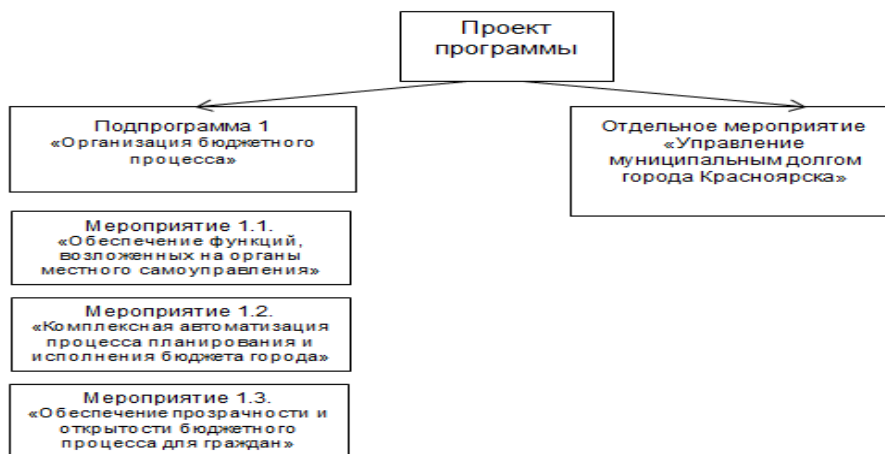 Проект
программы
Подпрограмма 1
«Организация бюджетного
процесса»
Отдельное мероприятие
«Управление
муниципальным долгом
города Красноярска»
Мероприятие 1.1.
«Обеспечение функций,
возложенных на органы
местного самоуправления»
Мероприятие 1.2.
«Комплексная автоматизация
процесса планирования и
исполнения бюджета города»
Мероприятие 1.3.
«Обеспечение прозрачности и
открытости бюджетного
процесса для граждан»